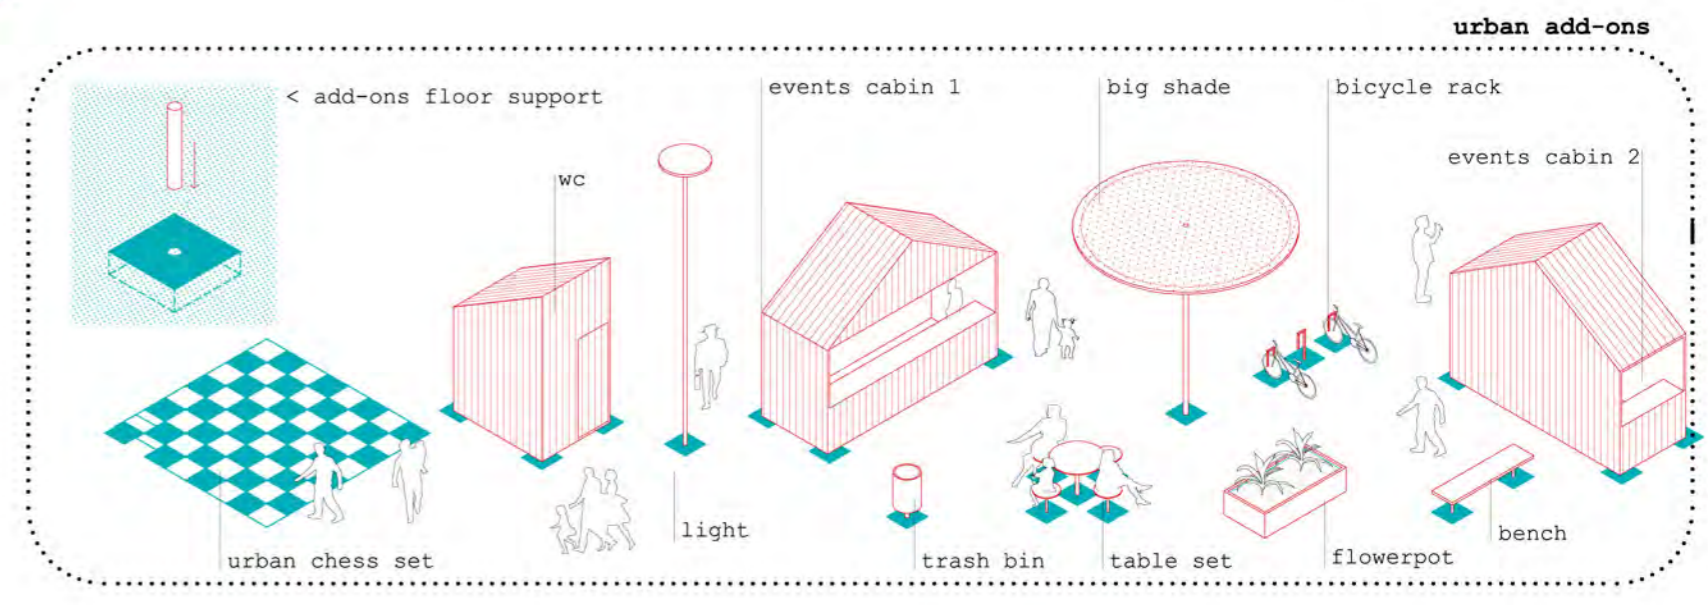 urban add-ons
< add-ons floor support
events cabin 1
big shade
bicycle rack
events cabin 2
wc
light
urban chess set
trash bin
table set
flowerpot
bench